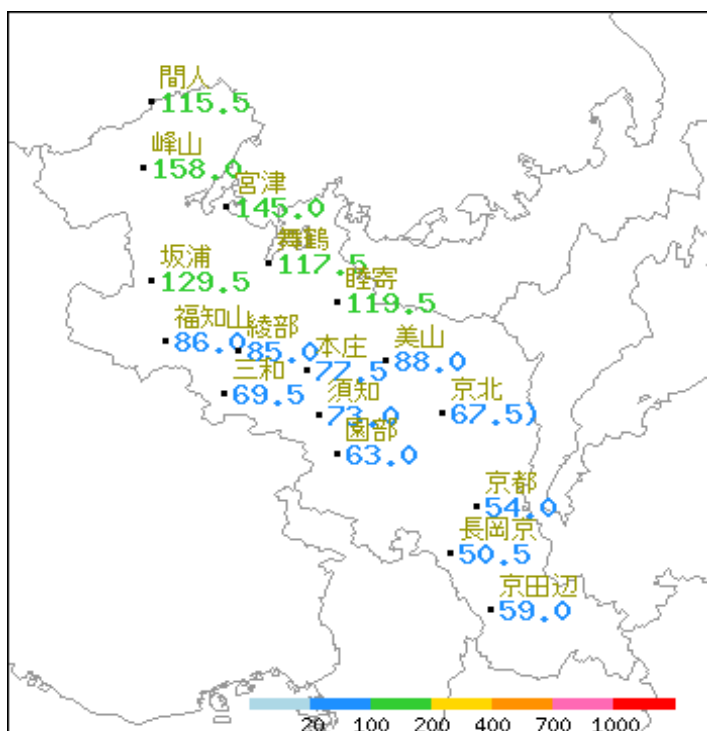 間人
115.5
峰山
158.0
宮津
145.0
舞鶴
117.5
坂浦
129.5
睦寄
119.5
福知山
86.0
綾部
85.0
本庄
77.5
美山
88.0
三和
69.5
須知
73.0
京北
67.5)
園部
63.0
京都
54.0
長岡京
50.5
京田辺
59.0
20 100 200 400 700 1000